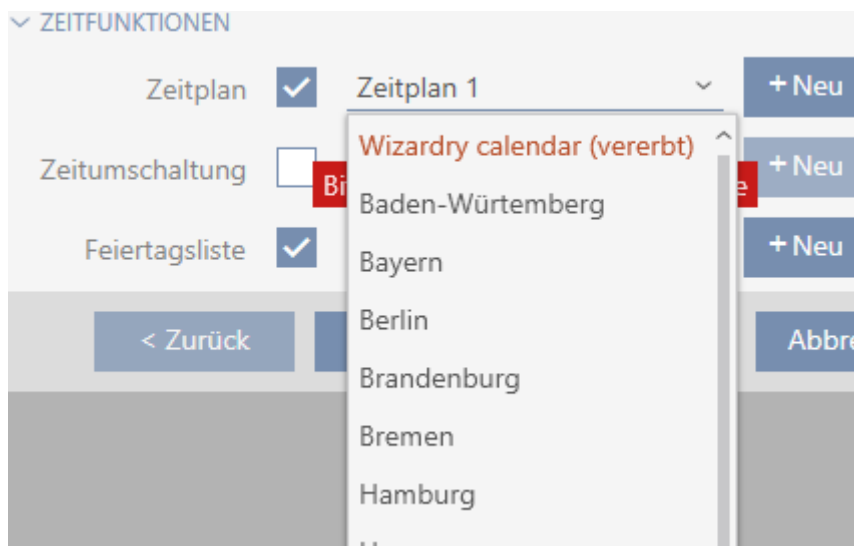 ZEITFUNKTIONEN
Zeitplan Zeitplan 1 + Neu
Wizardry calendar (vererbt)
Zeitumschaltung + Neu
Baden-Würtemberg
Feiertagsliste + Neu
Bayern
Berlin
< Zurück
Brandenburg
Bremen
Hamburg